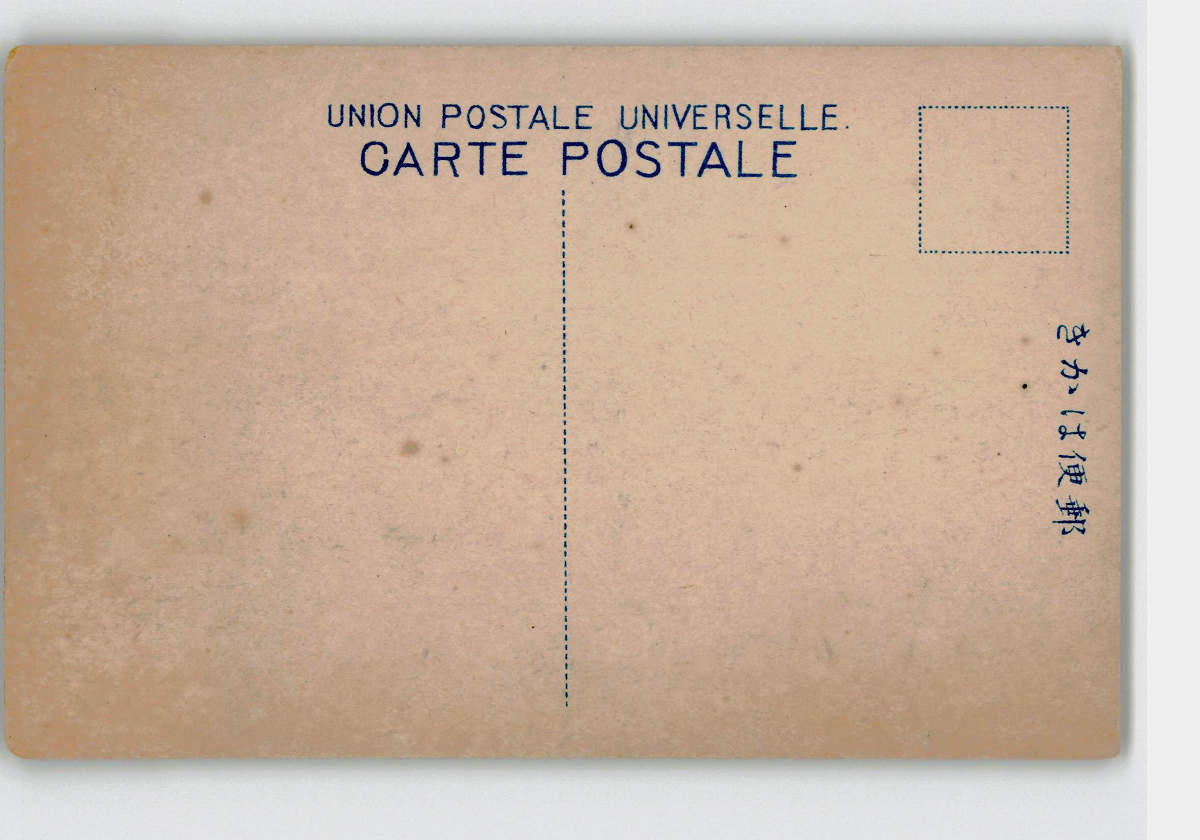 UNION POSTALE UNIVERSELLE.
CARTE POSTALE
きかは便郵